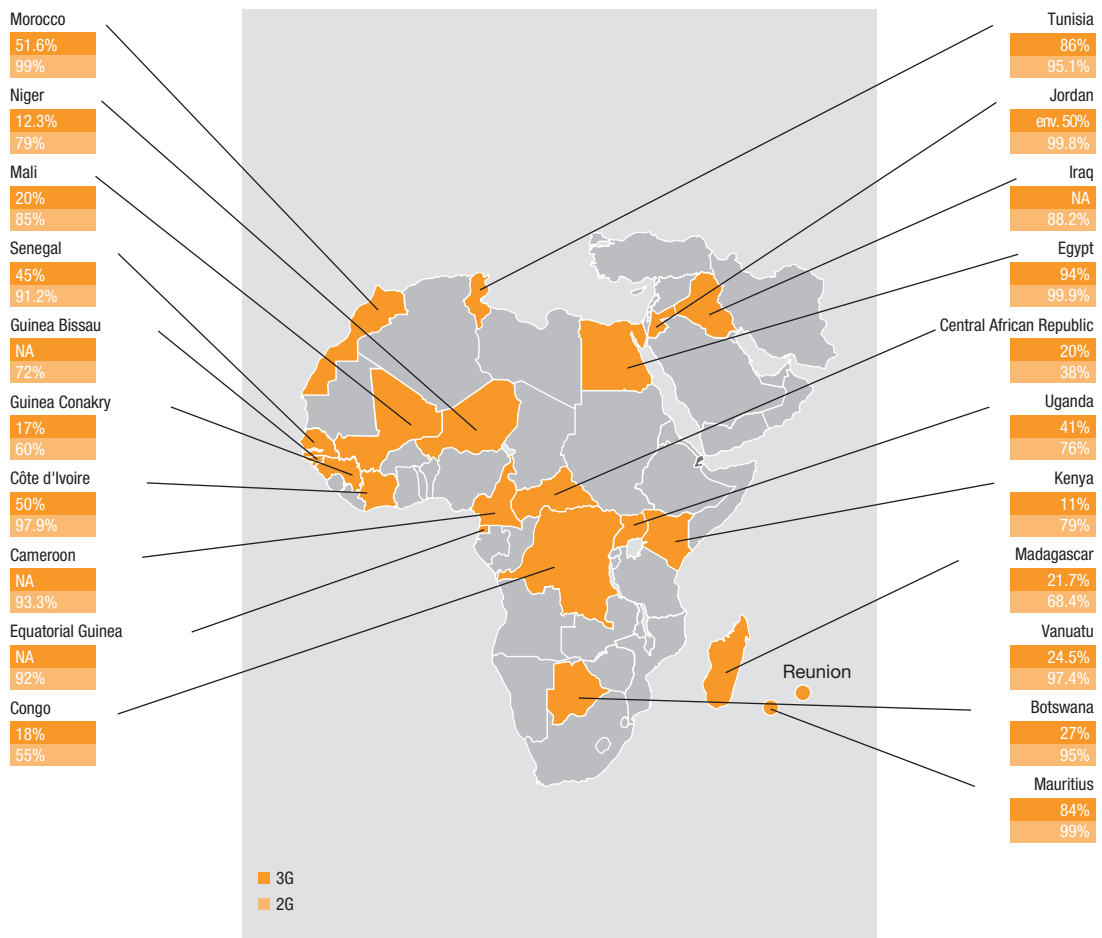 Morocco
51.6%
99%
Niger
12.3%
79%
Mali
20%
85%
Senegal
45%
91.2%
Guinea Bissau
NA
72%
Guinea Conakry
17%
60%
Côte d'Ivoire
50%
97.9%
Cameroon
NA
93.3%
Equatorial Guinea
NA
92%
Congo
18%
55%
Tunisia
86%
95.1%
Jordan
env. 50%
99.8%
Iraq
NA
88.2%
Egypt
94%
99.9%
Central African Republic
20%
38%
Uganda
41%
76%
Kenya
11%
79%
Madagascar
21.7%
68.4%
Vanuatu
24.5%
97.4%
Botswana
27%
95%
Mauritius
84%
99%
Reunion
3G
2G